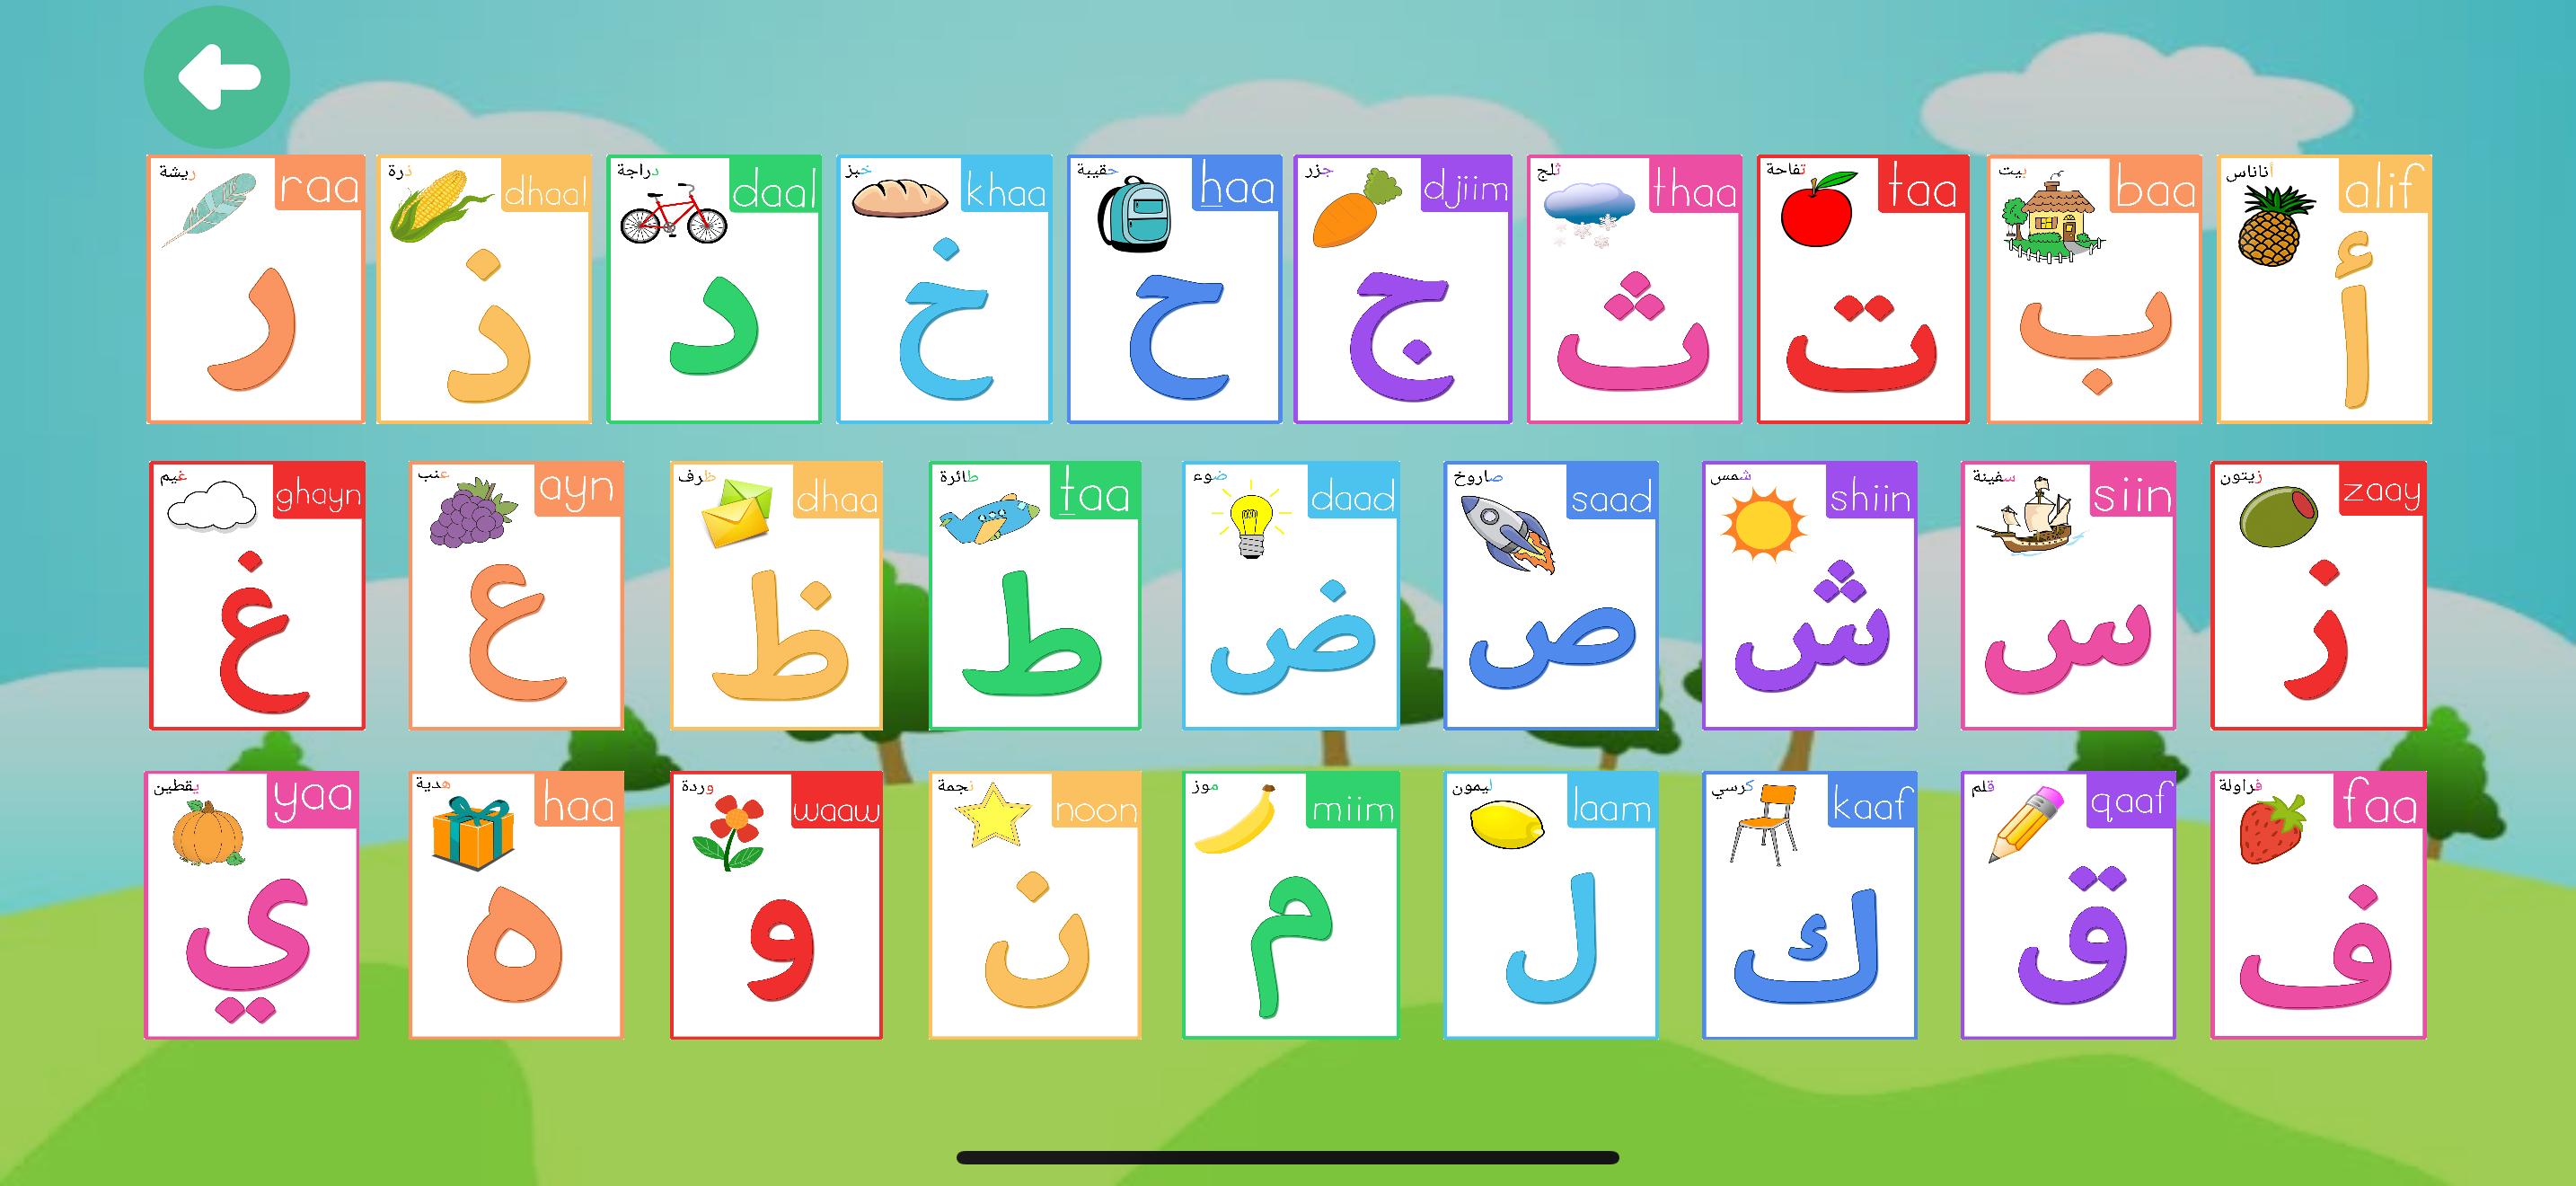 أناناس alif
أ
بيت baa
ب
تفاحة taa
ت
ثلج thaa
ث
جزر djiim
ج
حقيبة haa
ح
خبز khaa
خ
دراجة daal
د
ذرة dhaal
ذ
ريشة raa
ر
زيتون zaay
ز
سفينة siin
س
شمس shiin
ش
صاروخ saad
ص
ضوء daad
ض
طائرة taa
ط
ظرف dhaa
ظ
عنب ayn
ع
غيم ghayn
غ
فراولة faa
ف
قلم qaaf
ق
كرسي kaaf
ك
ليمون laam
ل
موز miim
م
نجمة noon
ن
وردة waaw
و
هدية haa
ه
يقطين yaa
ي